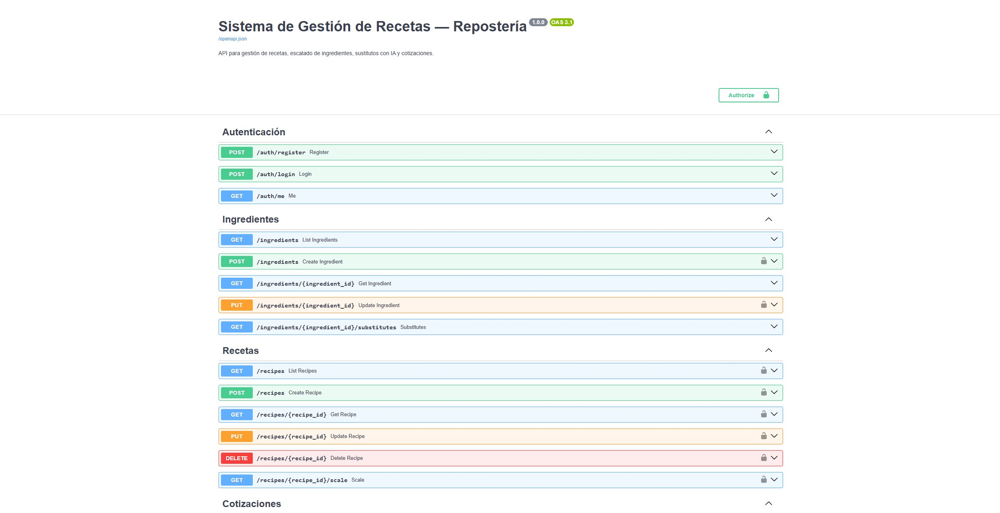 Sistema de Gestión de Recetas — Repostería 1.0.0 OAS 3.1
/openapi.json
API para gestión de recetas, escalado de ingredientes, sustitutos con IA y cotizaciones.
Authorize
Autenticación
POST /auth/register Register
POST /auth/login Login
GET /auth/me Me
Ingredientes
GET /ingredients List Ingredients
POST /ingredients Create Ingredient
GET /ingredients/{ingredient_id} Get Ingredient
PUT /ingredients/{ingredient_id} Update Ingredient
GET /ingredients/{ingredient_id}/substitutes Substitutes
Recetas
GET /recipes List Recipes
POST /recipes Create Recipe
GET /recipes/{recipe_id} Get Recipe
PUT /recipes/{recipe_id} Update Recipe
DELETE /recipes/{recipe_id} Delete Recipe
GET /recipes/{recipe_id}/scale Scale
Cotizaciones